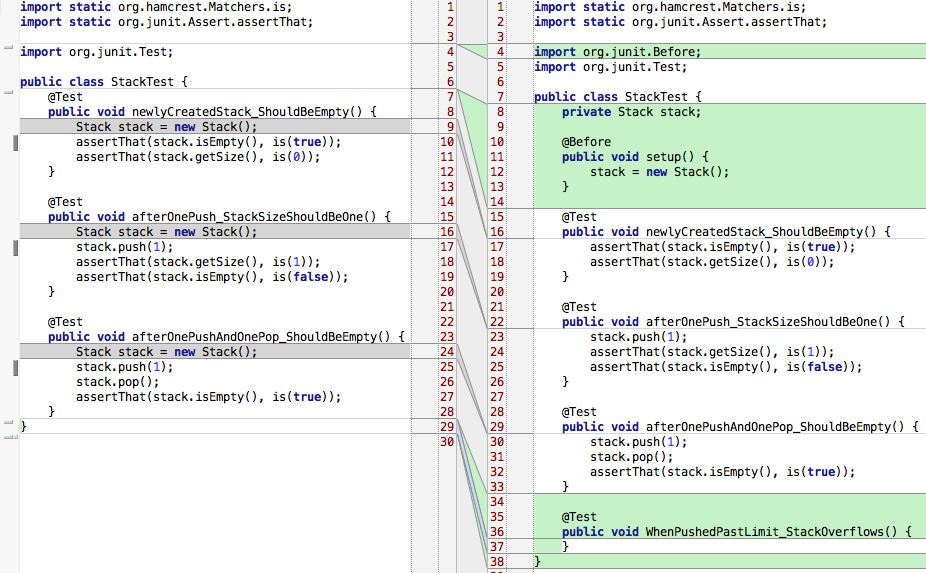 import static org.hamcrest.Matchers.is;
import static org.junit.Assert.assertThat;

import org.junit.Test;

public class StackTest {
    @Test
    public void newlyCreatedStack_ShouldBeEmpty() {
        Stack stack = new Stack();
        assertThat(stack.isEmpty(), is(true));
        assertThat(stack.getSize(), is(0));
    }

    @Test
    public void afterOnePush_StackSizeShouldBeOne() {
        Stack stack = new Stack();
        stack.push(1);
        assertThat(stack.getSize(), is(1));
        assertThat(stack.isEmpty(), is(false));
    }

    @Test
    public void afterOnePushAndOnePop_ShouldBeEmpty() {
        Stack stack = new Stack();
        stack.push(1);
        stack.pop();
        assertThat(stack.isEmpty(), is(true));
    }
}
1
2
3
4
5
6
7
8
9
10
11
12
13
14
15
16
17
18
19
20
21
22
23
24
25
26
27
28
29
30
1
2
3
4
5
6
7
8
9
10
11
12
13
14
15
16
17
18
19
20
21
22
23
24
25
26
27
28
29
30
31
32
33
34
35
36
37
38
import static org.hamcrest.Matchers.is;
import static org.junit.Assert.assertThat;

import org.junit.Before;
import org.junit.Test;

public class StackTest {
    private Stack stack;

    @Before
    public void setup() {
        stack = new Stack();
    }

    @Test
    public void newlyCreatedStack_ShouldBeEmpty() {
        assertThat(stack.isEmpty(), is(true));
        assertThat(stack.getSize(), is(0));
    }

    @Test
    public void afterOnePush_StackSizeShouldBeOne() {
        stack.push(1);
        assertThat(stack.getSize(), is(1));
        assertThat(stack.isEmpty(), is(false));
    }

    @Test
    public void afterOnePushAndOnePop_ShouldBeEmpty() {
        stack.push(1);
        stack.pop();
        assertThat(stack.isEmpty(), is(true));
    }

    @Test
    public void WhenPushedPastLimit_StackOverflows() {
    }
}